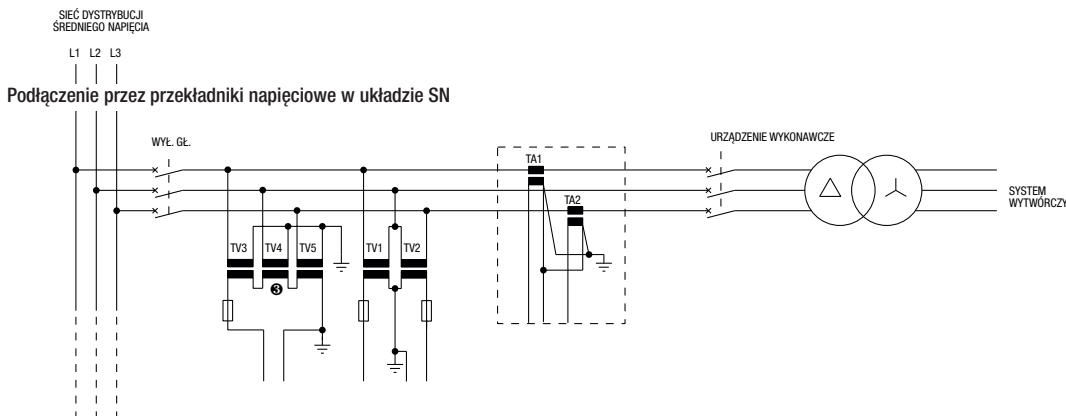 SIEĆ DYSTRYBUCJI
ŚREDNIEGO NAPIĘCIA
L1 L2 L3
Podłączenie przez przekładniki napięciowe w układzie SN
WYŁ. GŁ.
URZĄDZENIE WYKONAWCZE
TA1
TA2
SYSTEM
WYTWÓRCZY
TV3 TV4 TV5 TV1 TV2
3